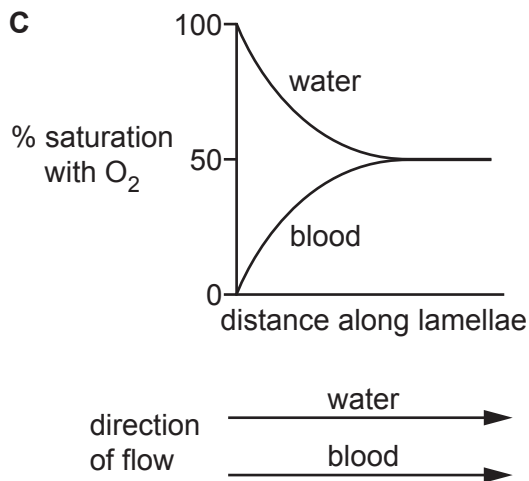 C
100
water
% saturation
with O₂
50
blood
0
distance along lamellae
water
direction
of flow
blood